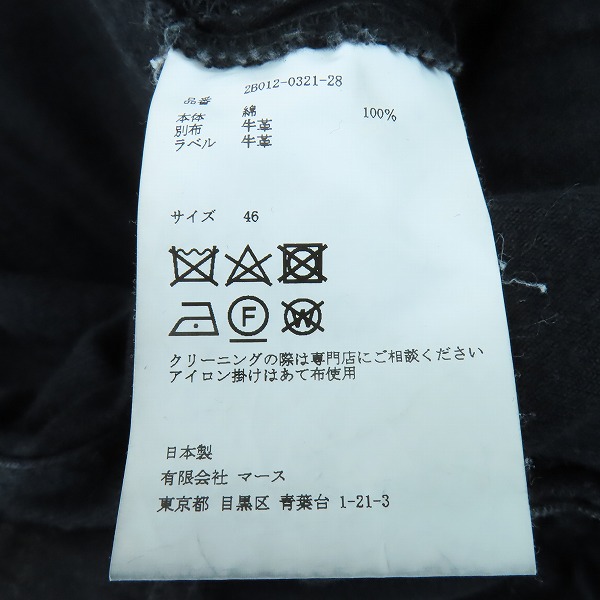 品番 2B012-0321-28
本体 綿 100%
別布 牛革
ラベル 牛革
サイズ 46
F W
クリーニングの際は専門店にご相談ください
アイロン掛けはあて布使用
日本製
有限会社 マース
東京都 目黒区 青葉台 1-21-3